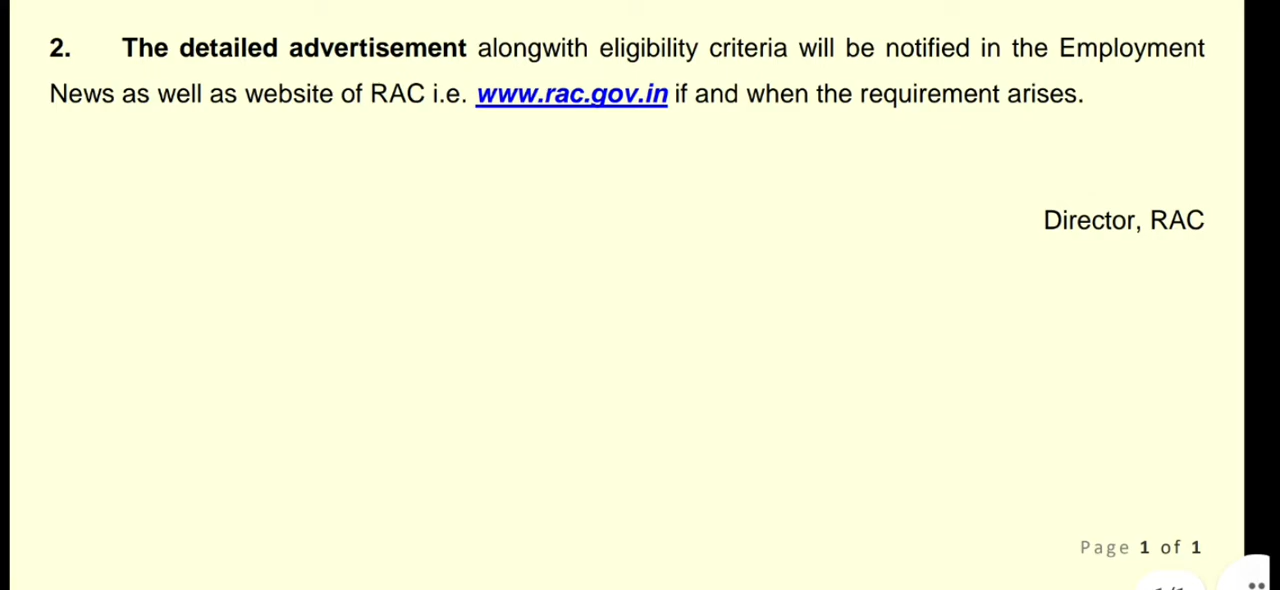 2. The detailed advertisement alongwith eligibility criteria will be notified in the Employment
News as well as website of RAC i.e. www.rac.gov.in if and when the requirement arises.
Director, RAC
Page 1 of 1